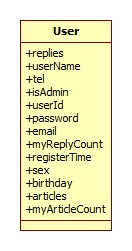 User
+replies
+userName
+tel
+isAdmin
+userId
+password
+email
+myReplyCount
+registerTime
+sex
+birthday
+articles
+myArticleCount